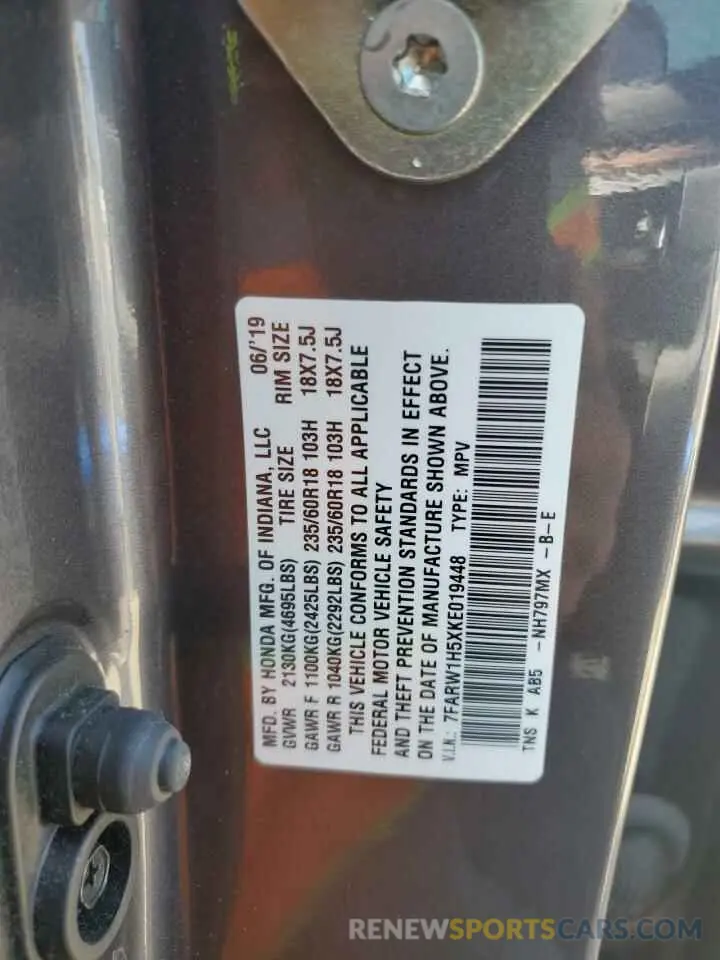 MFD. BY HONDA MFG. OF INDIANA, LLC 06/'19
GVWR 2130KG(4695LBS) TIRE SIZE RIM SIZE
GAWR F 1100KG(2425LBS) 235/60R18 103H 18X7.5J
GAWR R 1040KG(2292LBS) 235/60R18 103H 18X7.5J
THIS VEHICLE CONFORMS TO ALL APPLICABLE
FEDERAL MOTOR VEHICLE SAFETY
AND THEFT PREVENTION STANDARDS IN EFFECT
ON THE DATE OF MANUFACTURE SHOWN ABOVE.
V.I.N.: 7FARW1H5XKE019448 TYPE: MPV
TNS K AB5 -NH797MX -B-E
RENEWSPORTSCARS.COM